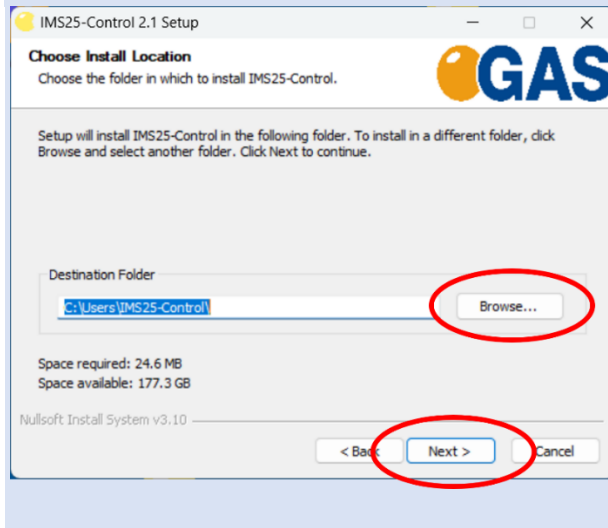 IMS25-Control 2.1 Setup
Choose Install Location
Choose the folder in which to install IMS25-Control.
GAS
Setup will install IMS25-Control in the following folder. To install in a different folder, click
Browse and select another folder. Click Next to continue.
Destination Folder
C:\Users\IMS25-Control\
Browse...
Space required: 24.6 MB
Space available: 177.3 GB
Nullsoft Install System v3.10
< Back
Next >
Cancel